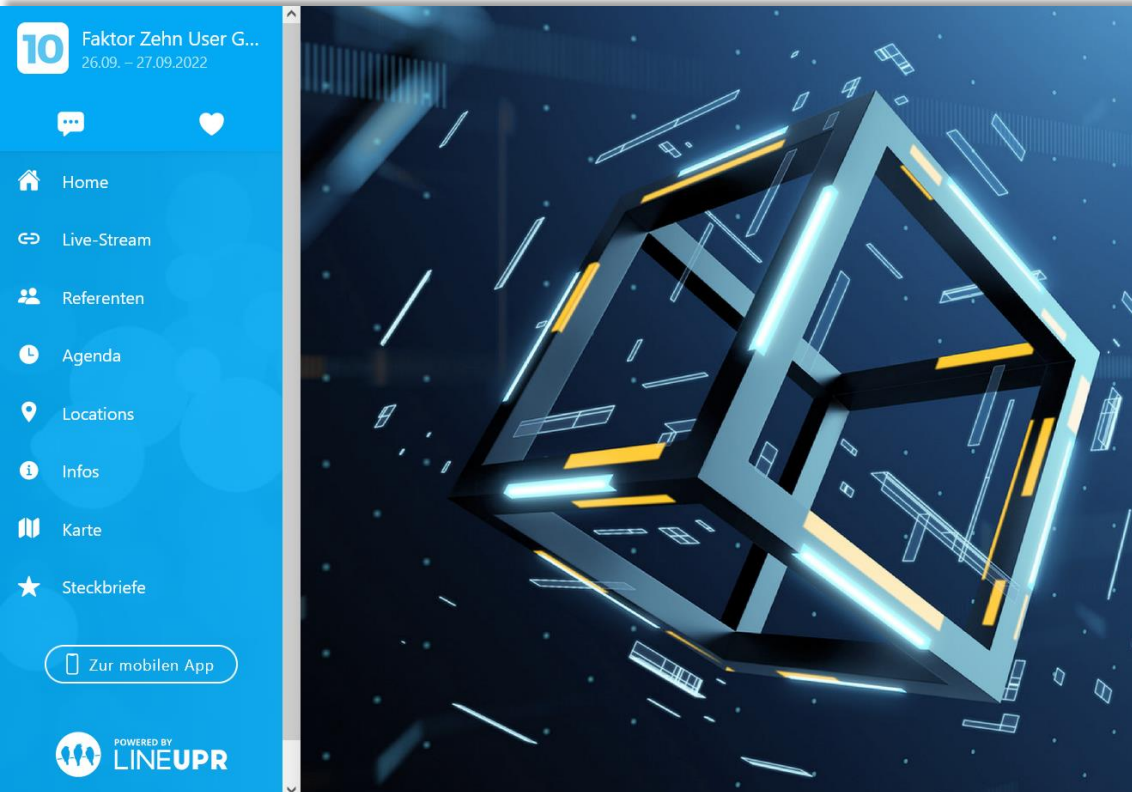 10
Faktor Zehn User G...
26.09. – 27.09.2022
Home
Live-Stream
Referenten
Agenda
Locations
Infos
Karte
Steckbriefe
Zur mobilen App
POWERED BY
LINEUPR